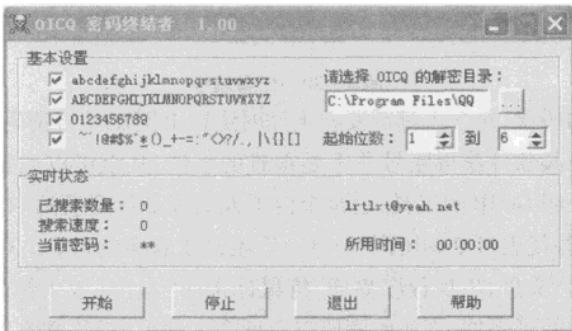 OICQ 密码终结者 1.00
基本设置
abcdefghijklmnopqrstuvwxyz 请选择 OICQ 的解密目录：
ABCDEFGHIJKLMNOPQRSTUVWXYZ C:\Program Files\QQ ...
0123456789
~`!@#$%^&*()_+-=:"<>?/.,|\{}[] 起始位数： 1 到 6
实时状态
已搜索数量： 0 lrtlrt@yeah.net
搜索速度： 0
当前密码： ** 所用时间： 00:00:00
开始 停止 退出 帮助